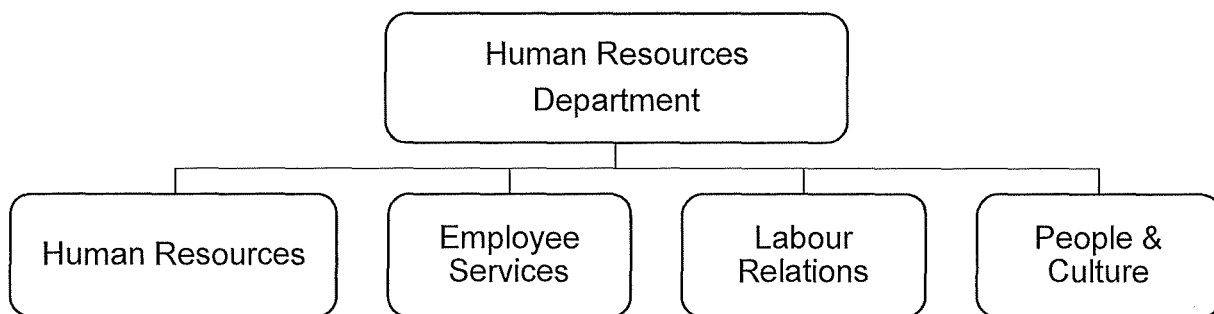 Human Resources
Department
Human Resources
Employee
Services
Labour
Relations
People &
Culture